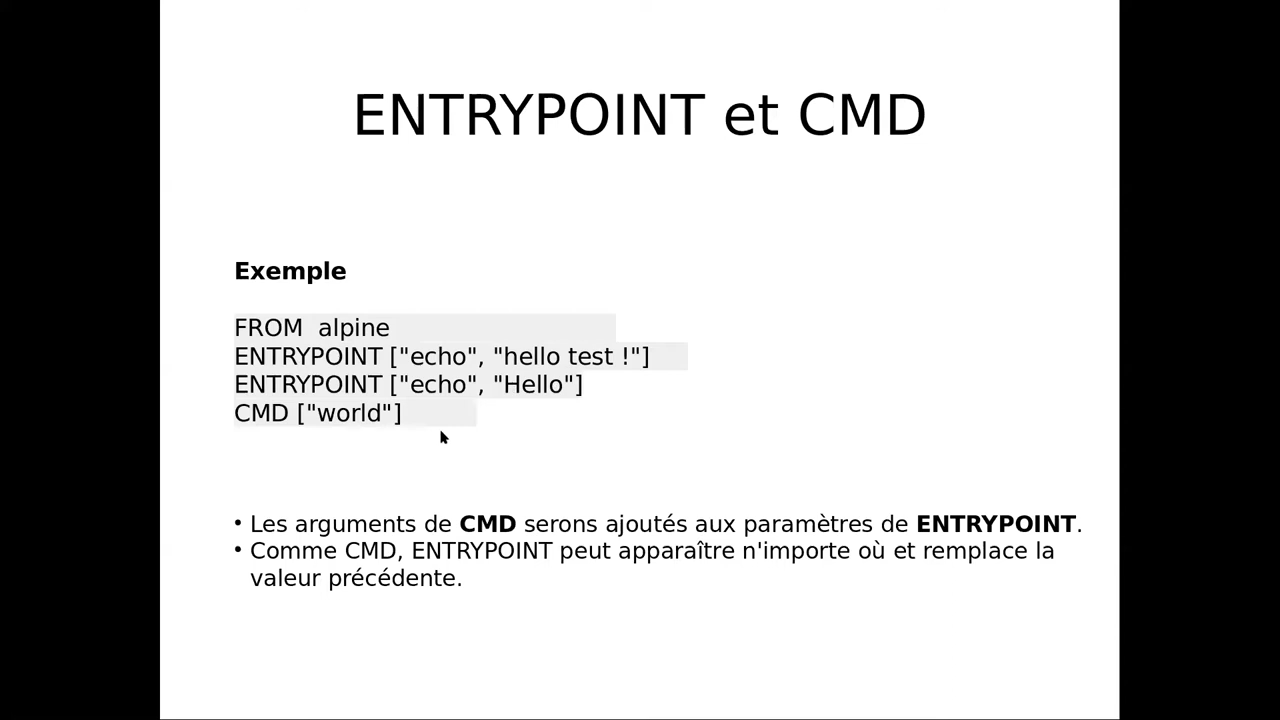 ENTRYPOINT et CMD
Exemple
FROM  alpine
ENTRYPOINT ["echo", "hello test !"]
ENTRYPOINT ["echo", "Hello"]
CMD ["world"]
• Les arguments de CMD serons ajoutés aux paramètres de ENTRYPOINT.
• Comme CMD, ENTRYPOINT peut apparaître n'importe où et remplace la
valeur précédente.